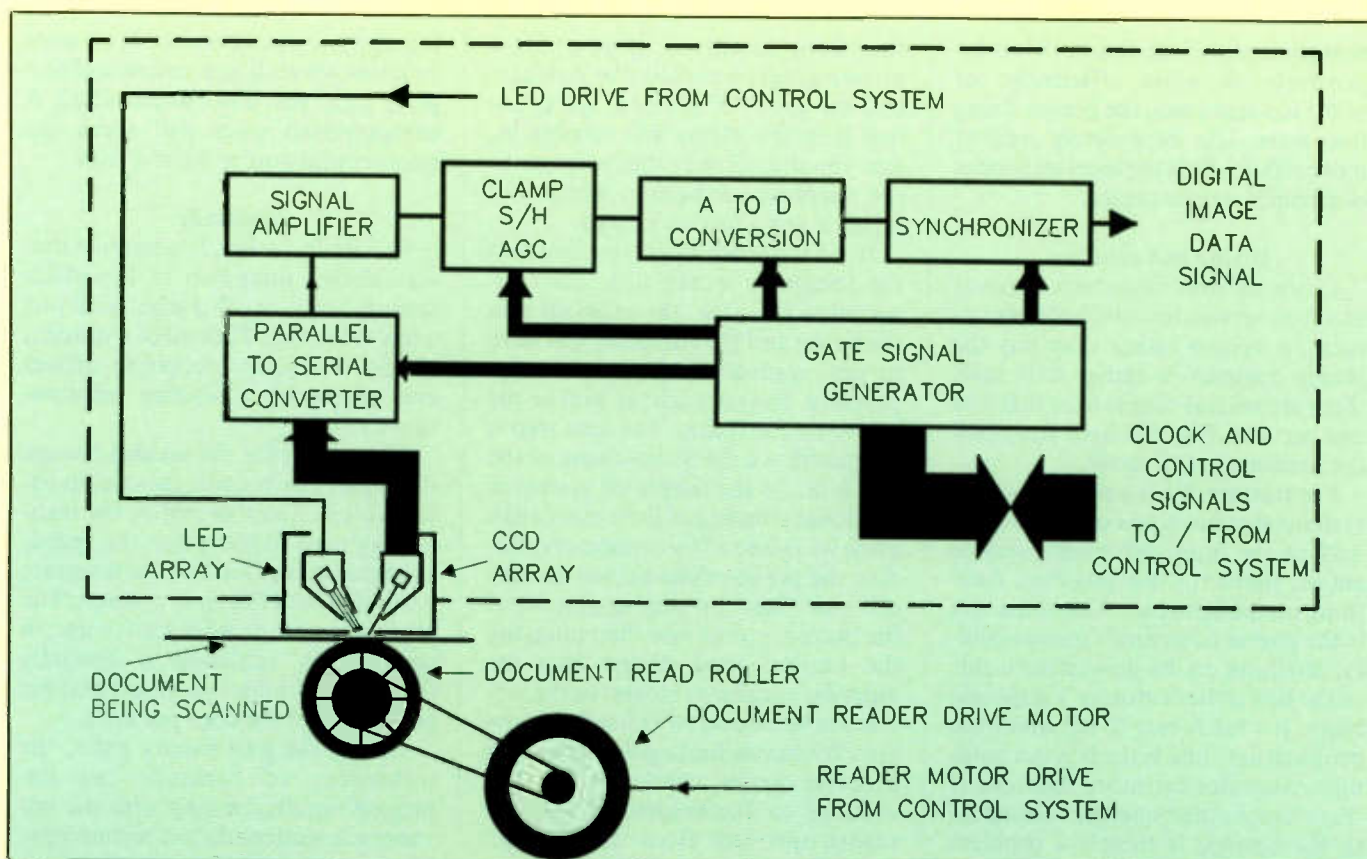 LED DRIVE FROM CONTROL SYSTEM
SIGNAL
AMPLIFIER
CLAMP
S/H
AGC
A TO D
CONVERSION
SYNCHRONIZER
DIGITAL
IMAGE
DATA
SIGNAL
PARALLEL
TO SERIAL
CONVERTER
GATE SIGNAL
GENERATOR
CLOCK AND
CONTROL
SIGNALS
TO / FROM
CONTROL SYSTEM
LED
ARRAY
CCD
ARRAY
DOCUMENT
BEING SCANNED
DOCUMENT READ ROLLER
DOCUMENT READER DRIVE MOTOR
READER MOTOR DRIVE
FROM CONTROL SYSTEM